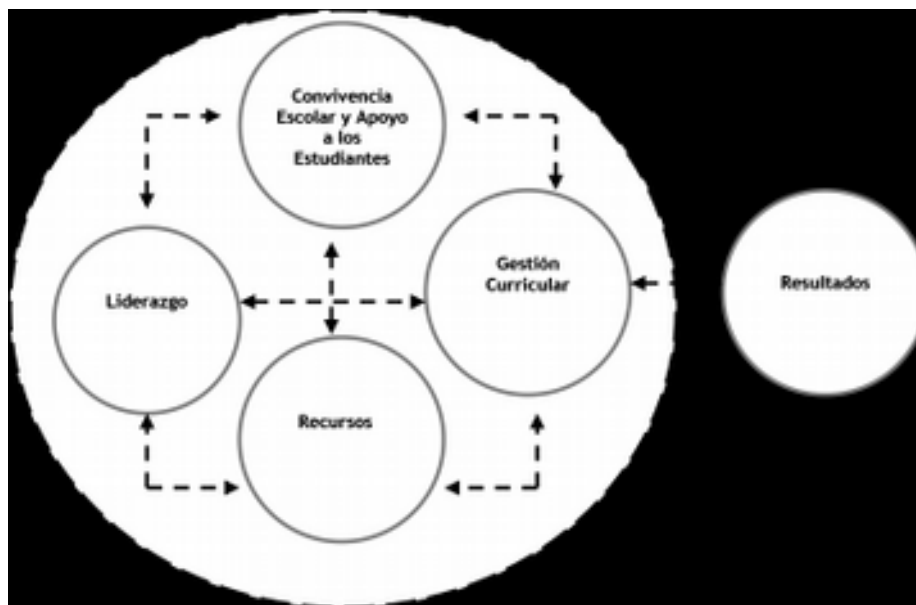 Convivencia
Escolar y Apoyo
a los
Estudiantes
Liderazgo
Gestión
Curricular
Resultados
Recursos